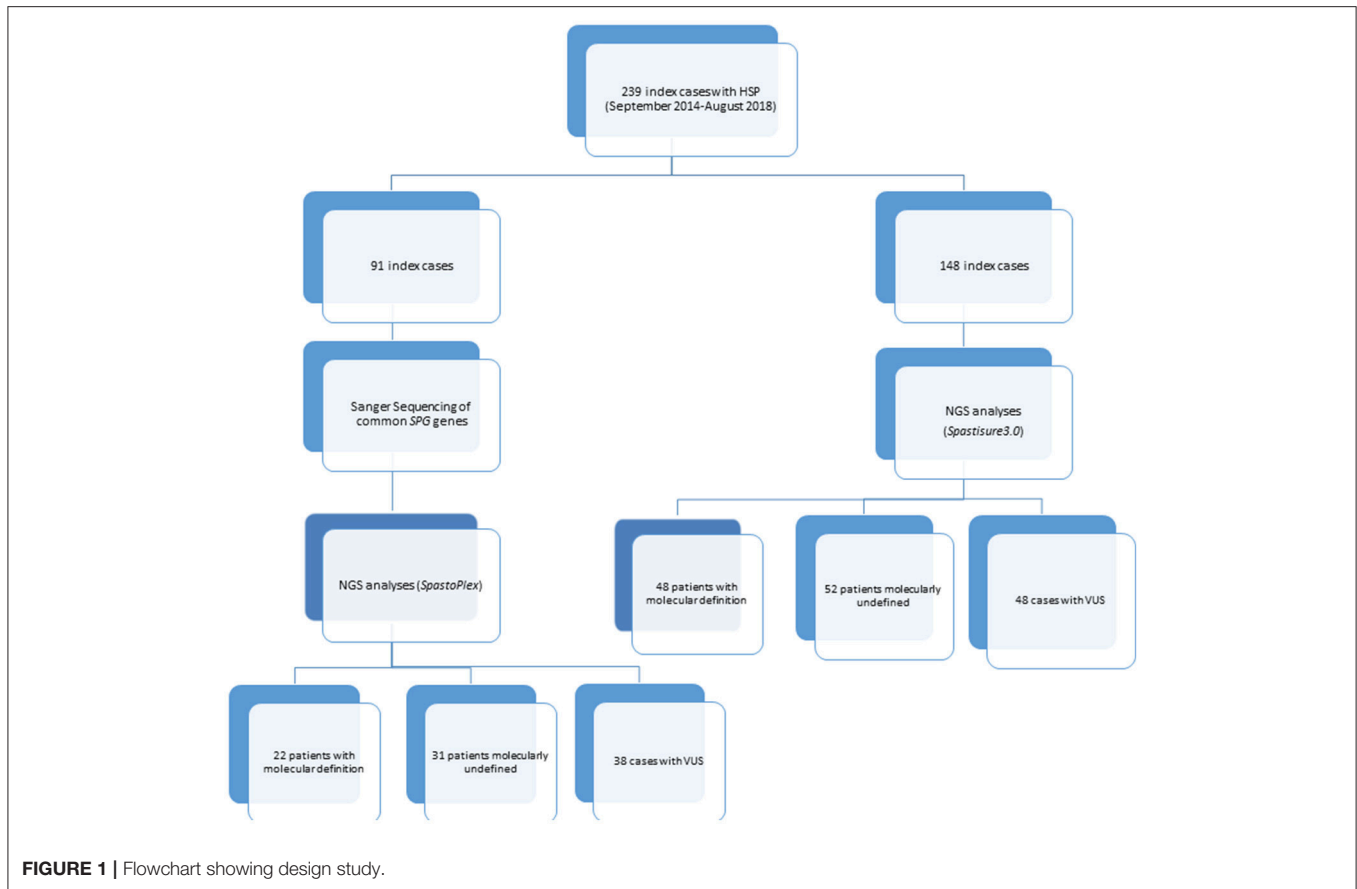 239 index cases with HSP
(September 2014-August 2018)
91 index cases
148 index cases
Sanger Sequencing of
common SPG genes
NGS analyses
(Spastisure3.0)
NGS analyses (SpastoPlex)
48 patients with
molecular definition
52 patients molecularly
undefined
48 cases with VUS
22 patients with
molecular definition
31 patients molecularly
undefined
38 cases with VUS
FIGURE 1 | Flowchart showing design study.